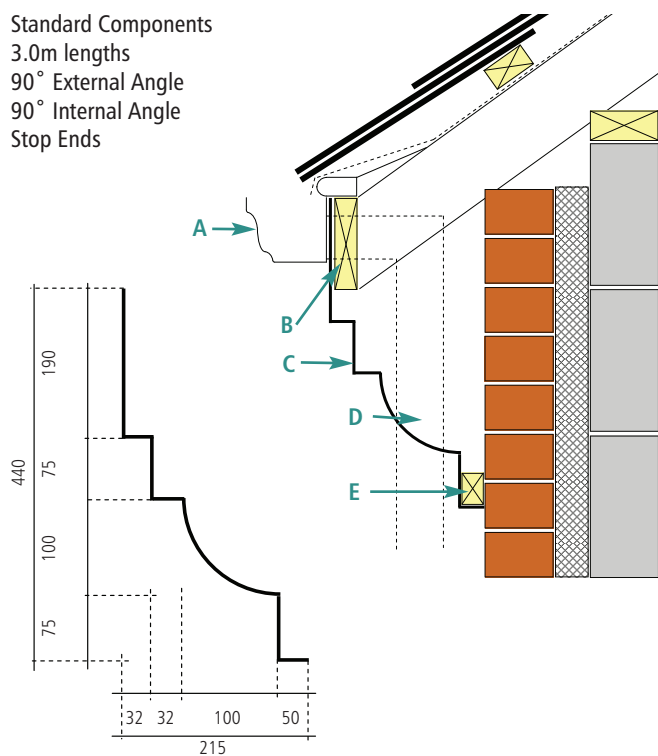 Standard Components
3.0m lengths
90˚ External Angle
90˚ Internal Angle
Stop Ends
A
B
C
D
E
190
75
440
100
75
32 32 100 50
215